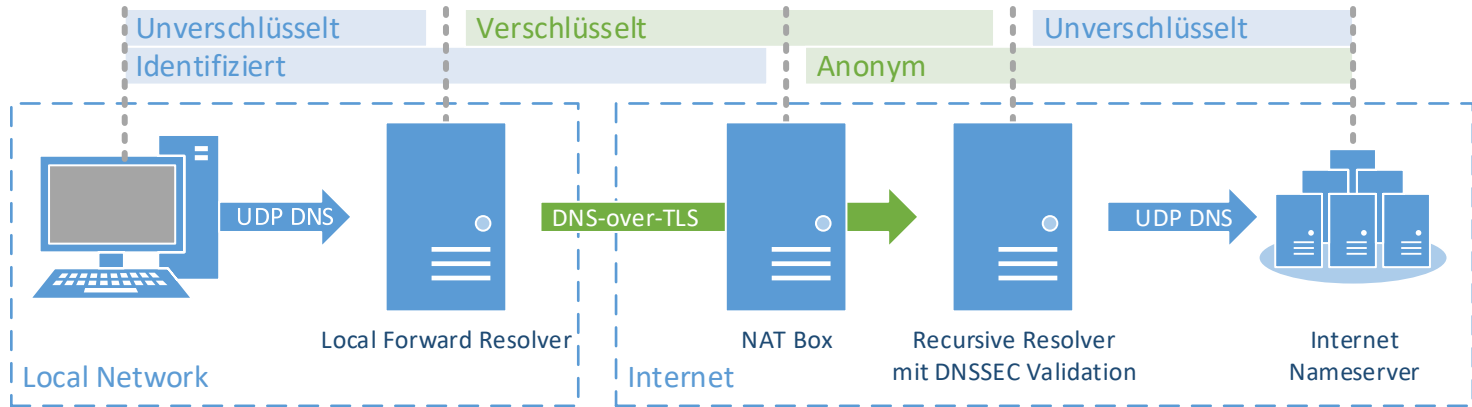 Unverschlüsselt
Verschlüsselt
Unverschlüsselt
Identifiziert
Anonym
UDP DNS
DNS-over-TLS
UDP DNS
Local Forward Resolver
NAT Box
Recursive Resolver
mit DNSSEC Validation
Internet
Nameserver
Local Network
Internet